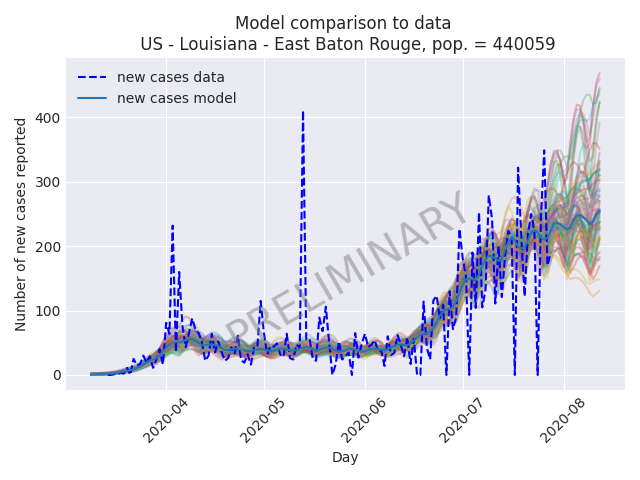 Model comparison to data
US - Louisiana - East Baton Rouge, pop. = 440059
new cases data
new cases model
Number of new cases reported
400
300
200
100
0
PRELIMINARY
2020-04
2020-05
2020-06
2020-07
2020-08
Day